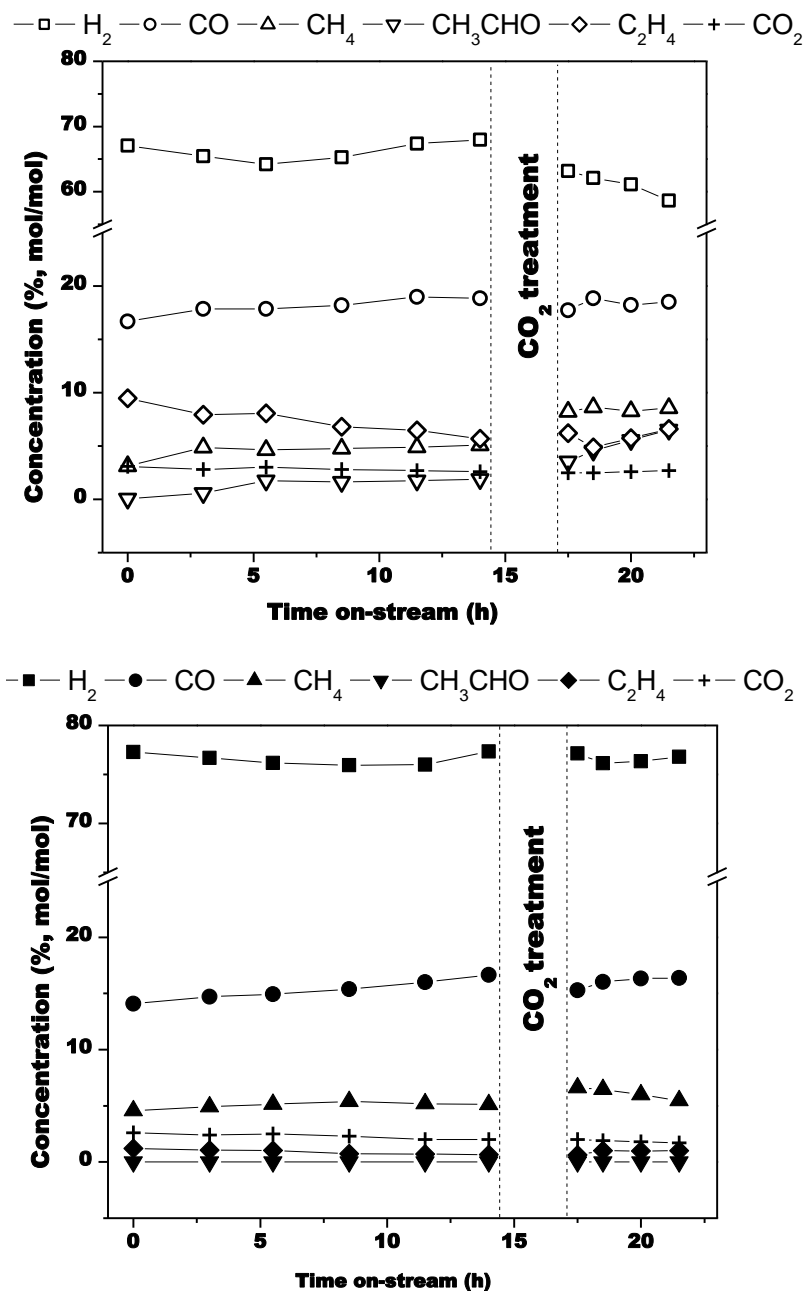 H₂ CO CH₄ CH₃CHO C₂H₄ CO₂
80
70
60
20
10
0
Concentration (%, mol/mol)
CO₂ treatment
0 5 10 15 20
Time on-stream (h)
H₂ CO CH₄ CH₃CHO C₂H₄ CO₂
80
70
20
10
0
Concentration (%, mol/mol)
CO₂ treatment
0 5 10 15 20
Time on-stream (h)